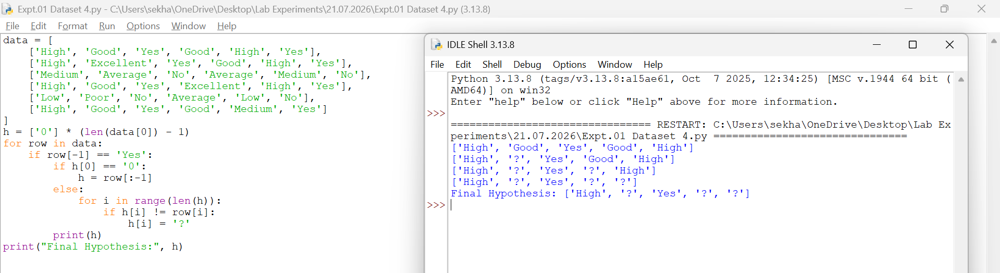 Expt.01 Dataset 4.py - C:\Users\sekha\OneDrive\Desktop\Lab Experiments\21.07.2026\Expt.01 Dataset 4.py (3.13.8)
File Edit Format Run Options Window Help
data = [
    ['High', 'Good', 'Yes', 'Good', 'High', 'Yes'],
    ['High', 'Excellent', 'Yes', 'Good', 'High', 'Yes'],
    ['Medium', 'Average', 'No', 'Average', 'Medium', 'No'],
    ['High', 'Good', 'Yes', 'Excellent', 'High', 'Yes'],
    ['Low', 'Poor', 'No', 'Average', 'Low', 'No'],
    ['High', 'Good', 'Yes', 'Good', 'Medium', 'Yes']
]
h = ['0'] * (len(data[0]) - 1)
for row in data:
    if row[-1] == 'Yes':
        if h[0] == '0':
            h = row[:-1]
        else:
            for i in range(len(h)):
                if h[i] != row[i]:
                    h[i] = '?'
        print(h)
print("Final Hypothesis:", h)
IDLE Shell 3.13.8
File Edit Shell Debug Options Window Help
Python 3.13.8 (tags/v3.13.8:a15ae61, Oct  7 2025, 12:34:25) [MSC v.1944 64 bit (
AMD64)] on win32
Enter "help" below or click "Help" above for more information.
>>>
================================ RESTART: C:\Users\sekha\OneDrive\Desktop\Lab Ex
periments\21.07.2026\Expt.01 Dataset 4.py ===============================
['High', 'Good', 'Yes', 'Good', 'High']
['High', '?', 'Yes', 'Good', 'High']
['High', '?', 'Yes', '?', 'High']
['High', '?', 'Yes', '?', '?']
Final Hypothesis: ['High', '?', 'Yes', '?', '?']
>>>